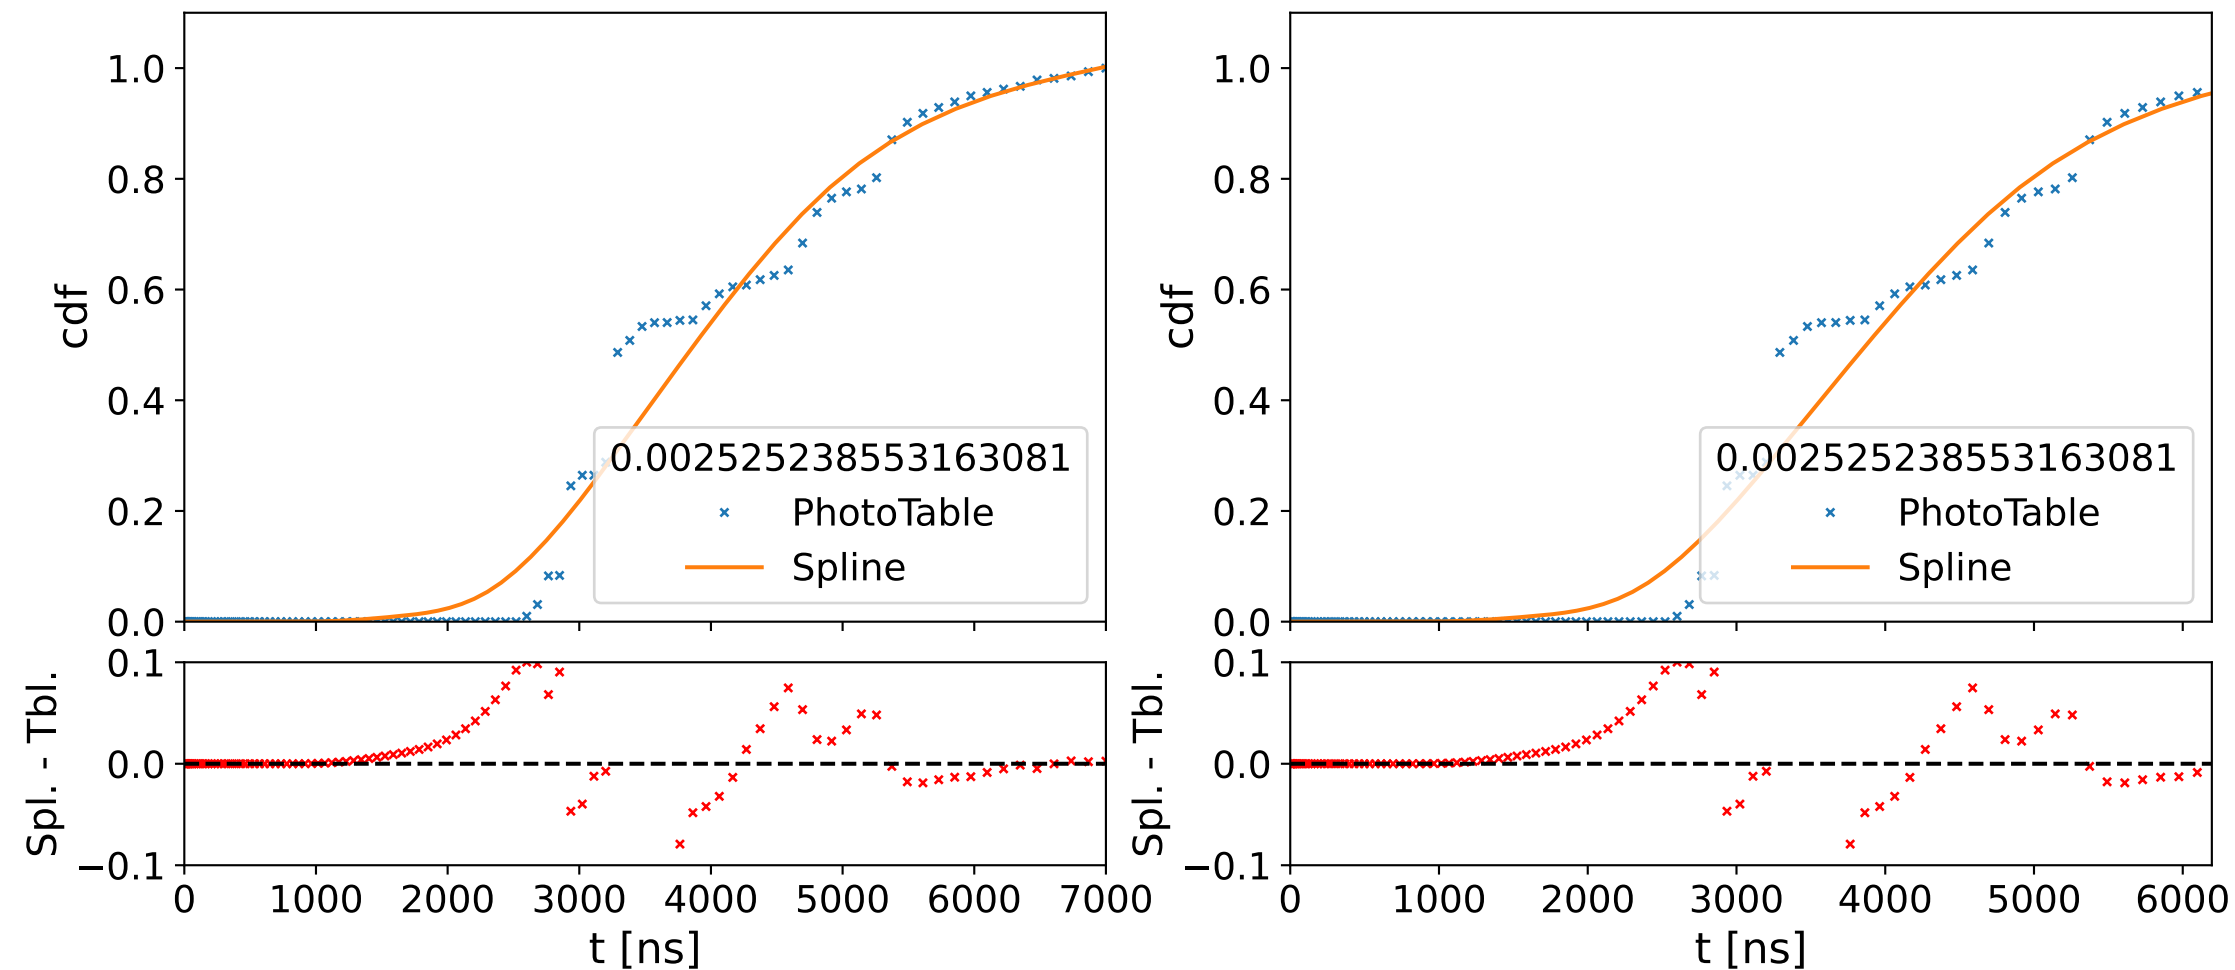 cdf
1.0
0.8
0.6
0.4
0.2
0.0
0.002525238553163081
PhotoTable
Spline
Spl. - Tbl.
0.1
0.0
−0.1
0 1000 2000 3000 4000 5000 6000 7000
t [ns]
cdf
1.0
0.8
0.6
0.4
0.2
0.0
0.002525238553163081
PhotoTable
Spline
Spl. - Tbl.
0.1
0.0
−0.1
0 1000 2000 3000 4000 5000 6000
t [ns]